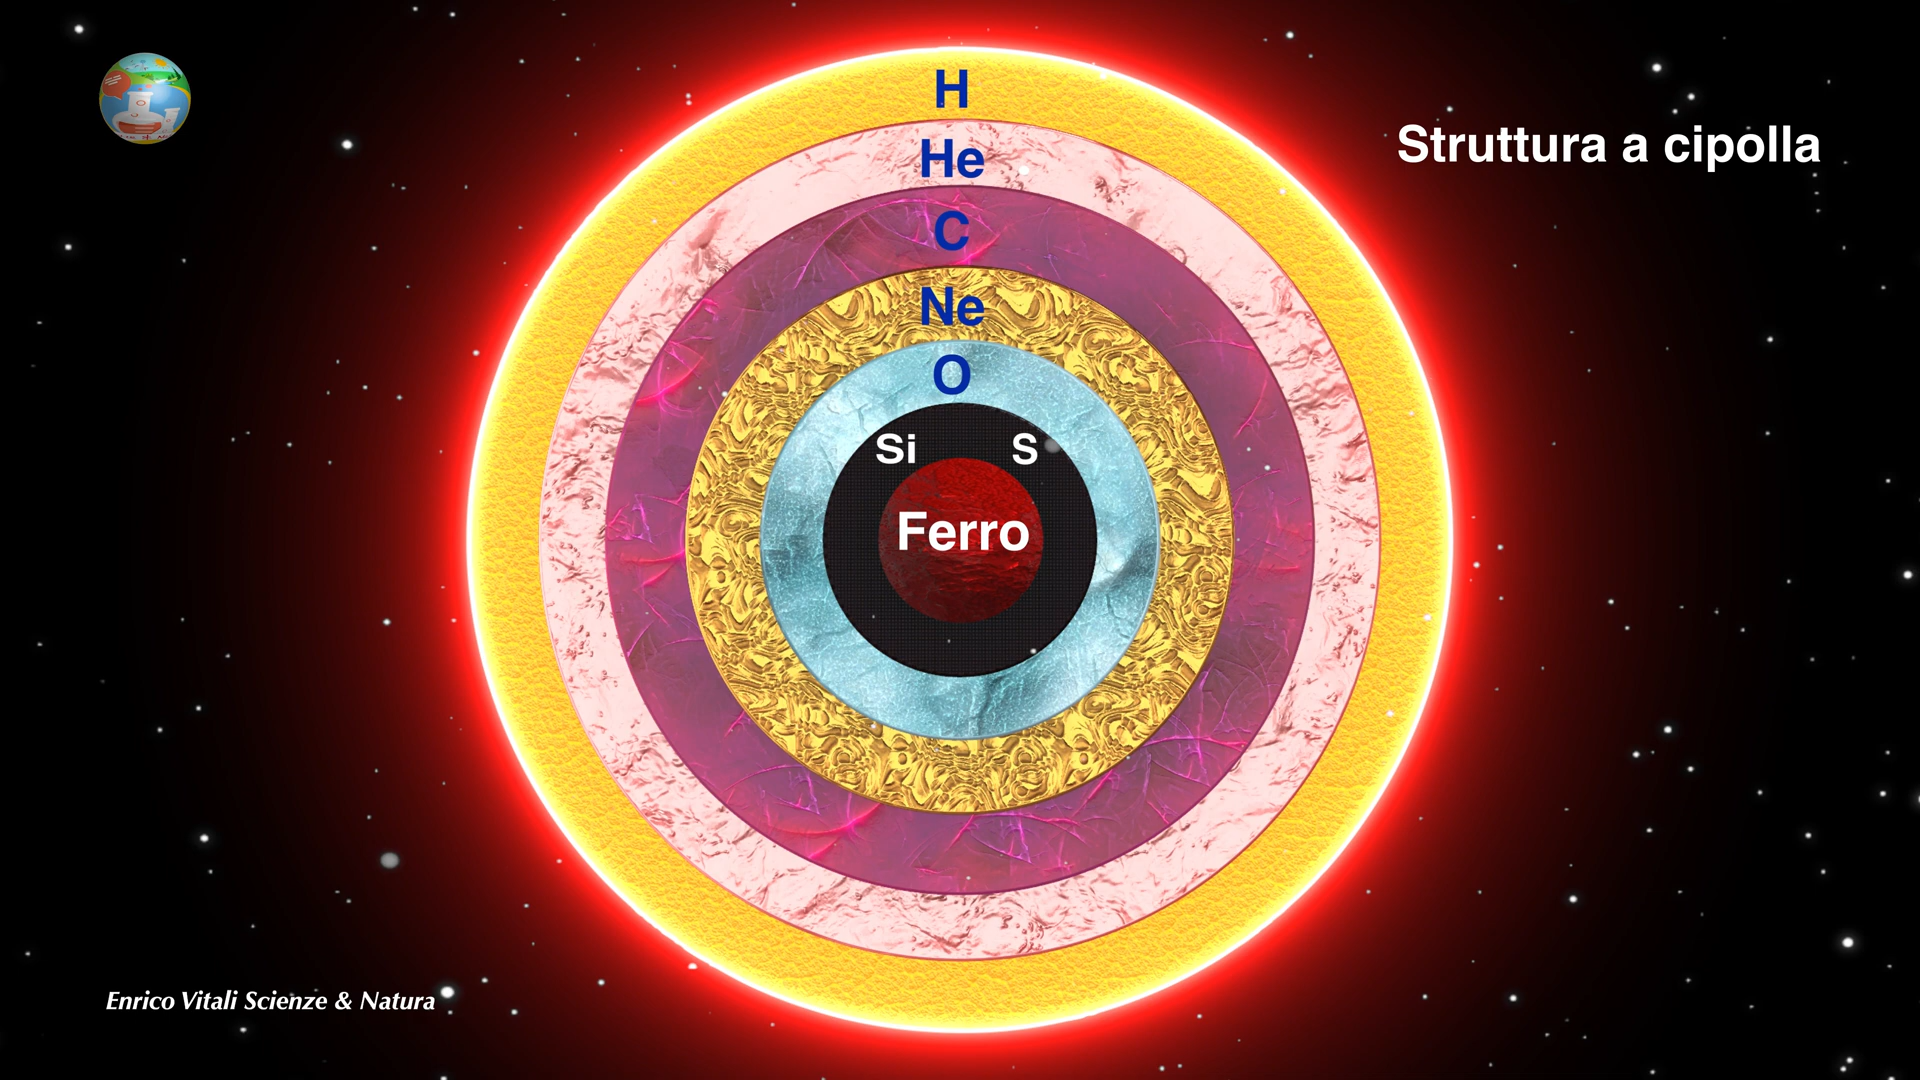 Struttura a cipolla
H
He
C
Ne
O
Si S
Ferro
Enrico Vitali Scienze & Natura